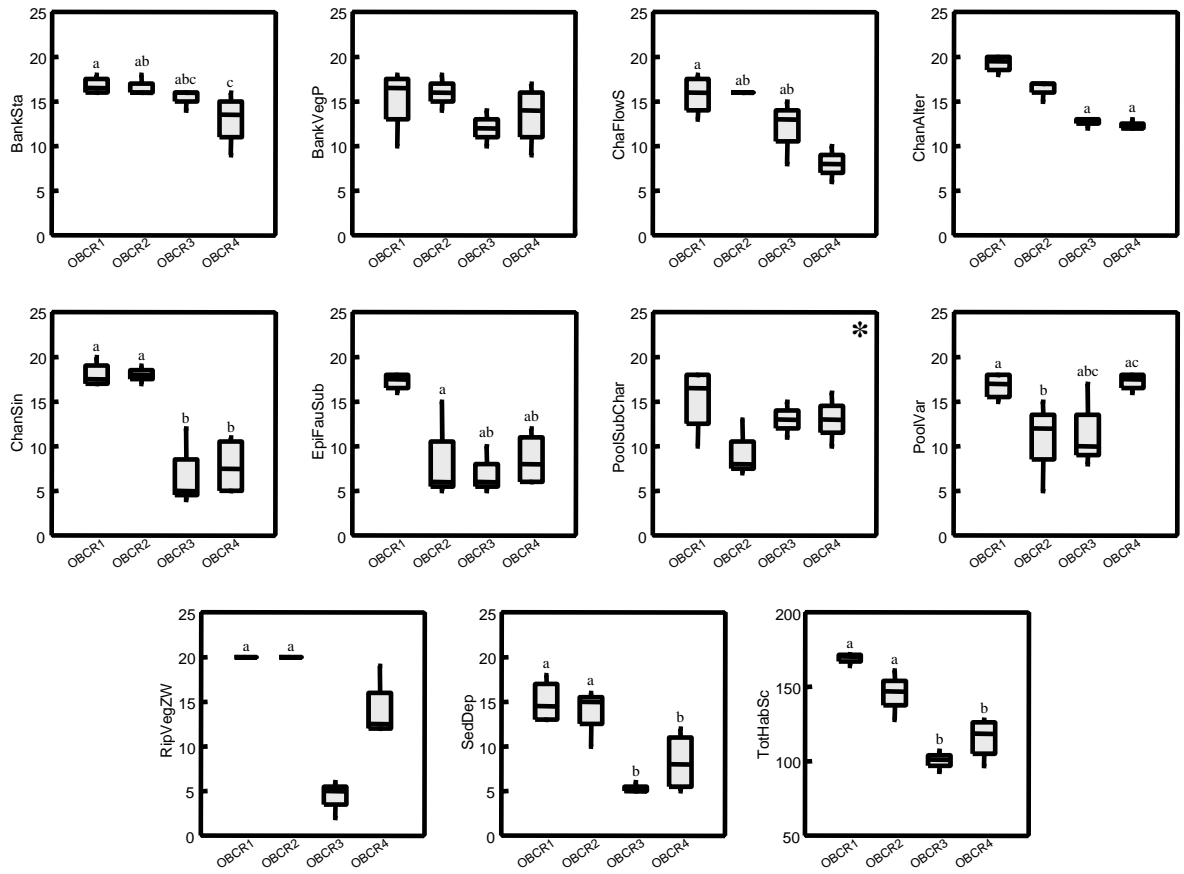 25
20
15
10
5
0
BankSta
a
ab
abc
c
OBCR1
OBCR2
OBCR3
OBCR4
25
20
15
10
5
0
BankVegP
OBCR1
OBCR2
OBCR3
OBCR4
25
20
15
10
5
0
ChaFlowS
a
ab
ab
OBCR1
OBCR2
OBCR3
OBCR4
25
20
15
10
5
0
ChanAlter
a
a
OBCR1
OBCR2
OBCR3
OBCR4
25
20
15
10
5
0
ChanSin
a
a
b
b
OBCR1
OBCR2
OBCR3
OBCR4
25
20
15
10
5
0
EpiFauSub
a
ab
ab
OBCR1
OBCR2
OBCR3
OBCR4
25
20
15
10
5
0
PoolSubChar
*
OBCR1
OBCR2
OBCR3
OBCR4
25
20
15
10
5
0
PoolVar
a
b
abc
ac
OBCR1
OBCR2
OBCR3
OBCR4
25
20
15
10
5
0
RipVegZW
a
a
OBCR1
OBCR2
OBCR3
OBCR4
25
20
15
10
5
0
SedDep
a
a
b
b
OBCR1
OBCR2
OBCR3
OBCR4
200
150
100
50
TotHabSc
a
a
b
b
OBCR1
OBCR2
OBCR3
OBCR4